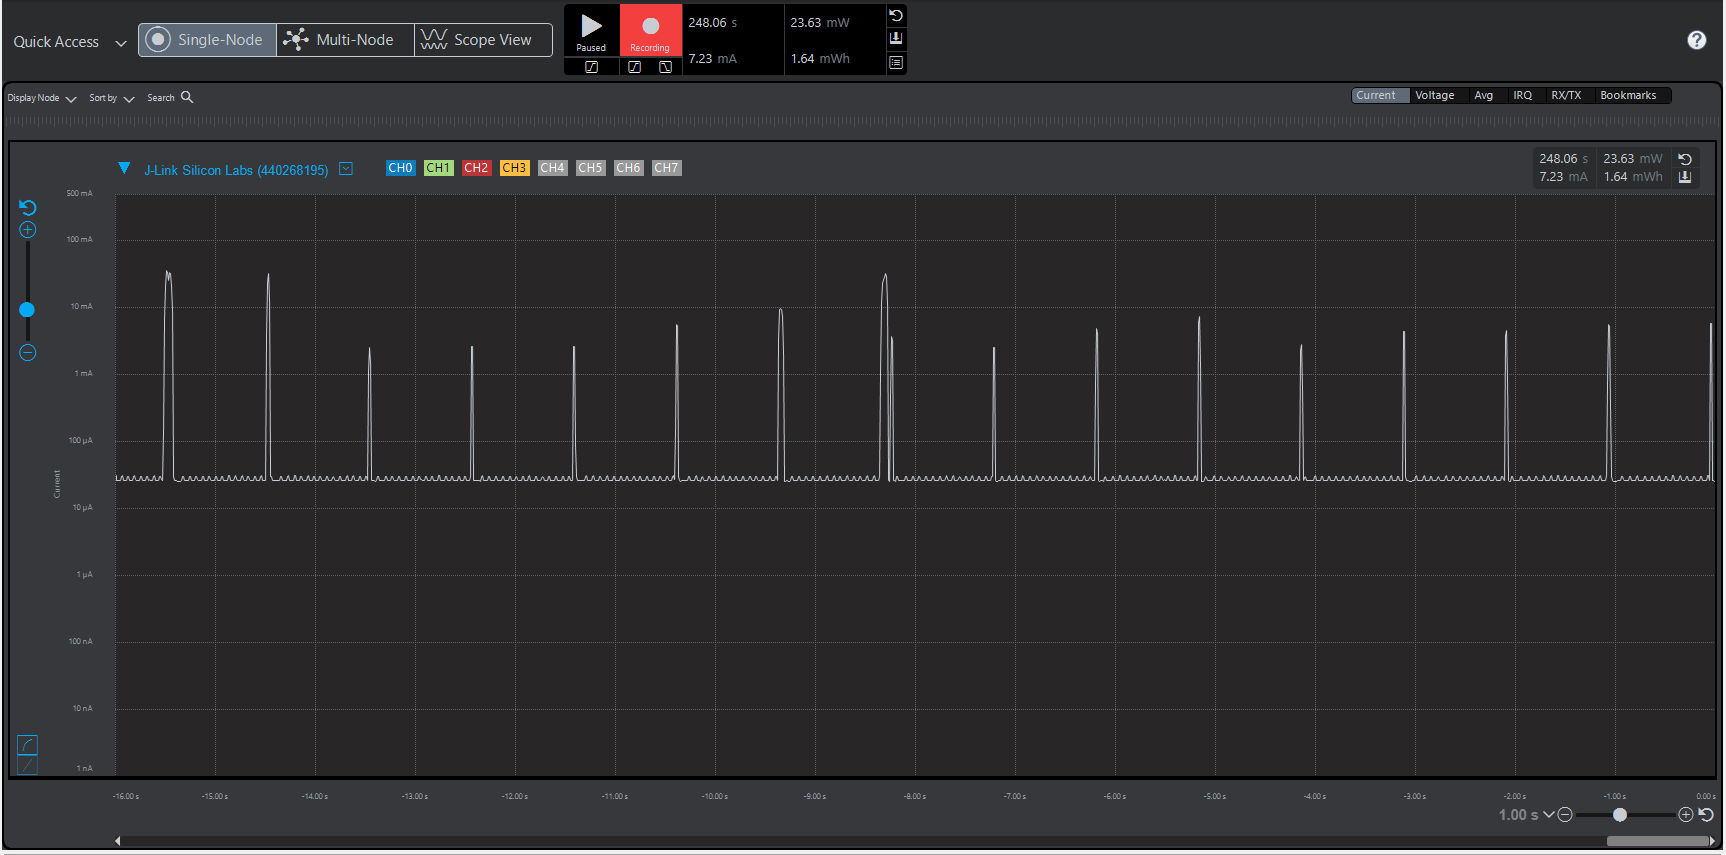 Quick Access
Single-Node
Multi-Node
Scope View
Paused
Recording
248.06 s
23.63 mW
7.23 mA
1.64 mWh
?
Display Node
Sort by
Search
Current
Voltage
Avg
IRQ
RX/TX
Bookmarks
J-Link Silicon Labs (440268195)
CH0
CH1
CH2
CH3
CH4
CH5
CH6
CH7
248.06 s
23.63 mW
7.23 mA
1.64 mWh
500 mA
100 mA
10 mA
1 mA
100 µA
10 µA
1 µA
100 nA
10 nA
1 nA
Current
-16.00 s
-15.00 s
-14.00 s
-13.00 s
-12.00 s
-11.00 s
-10.00 s
-9.00 s
-8.00 s
-7.00 s
-6.00 s
-5.00 s
-4.00 s
-3.00 s
-2.00 s
-1.00 s
0.00 s
1.00 s